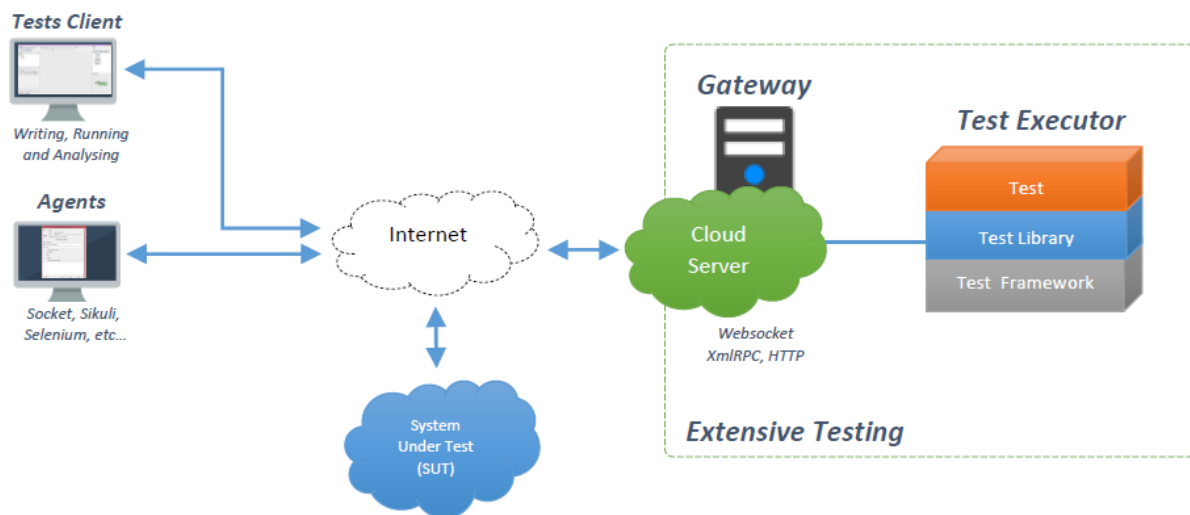 Tests Client
Writing, Running
and Analysing
Agents
Socket, Sikuli,
Selenium, etc...
Internet
System
Under Test
(SUT)
Gateway
Cloud
Server
Websocket
XmlRPC, HTTP
Test Executor
Test
Test Library
Test Framework
Extensive Testing